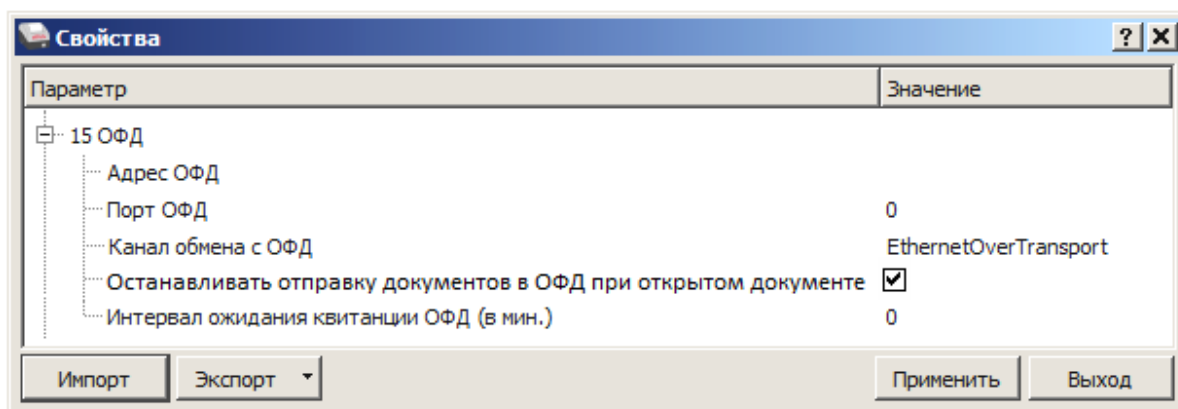 Свойства
Параметр Значение
15 ОФД
Адрес ОФД
Порт ОФД 0
Канал обмена с ОФД EthernetOverTransport
Останавливать отправку документов в ОФД при открытом документе
Интервал ожидания квитанции ОФД (в мин.) 0
Импорт Экспорт Применить Выход